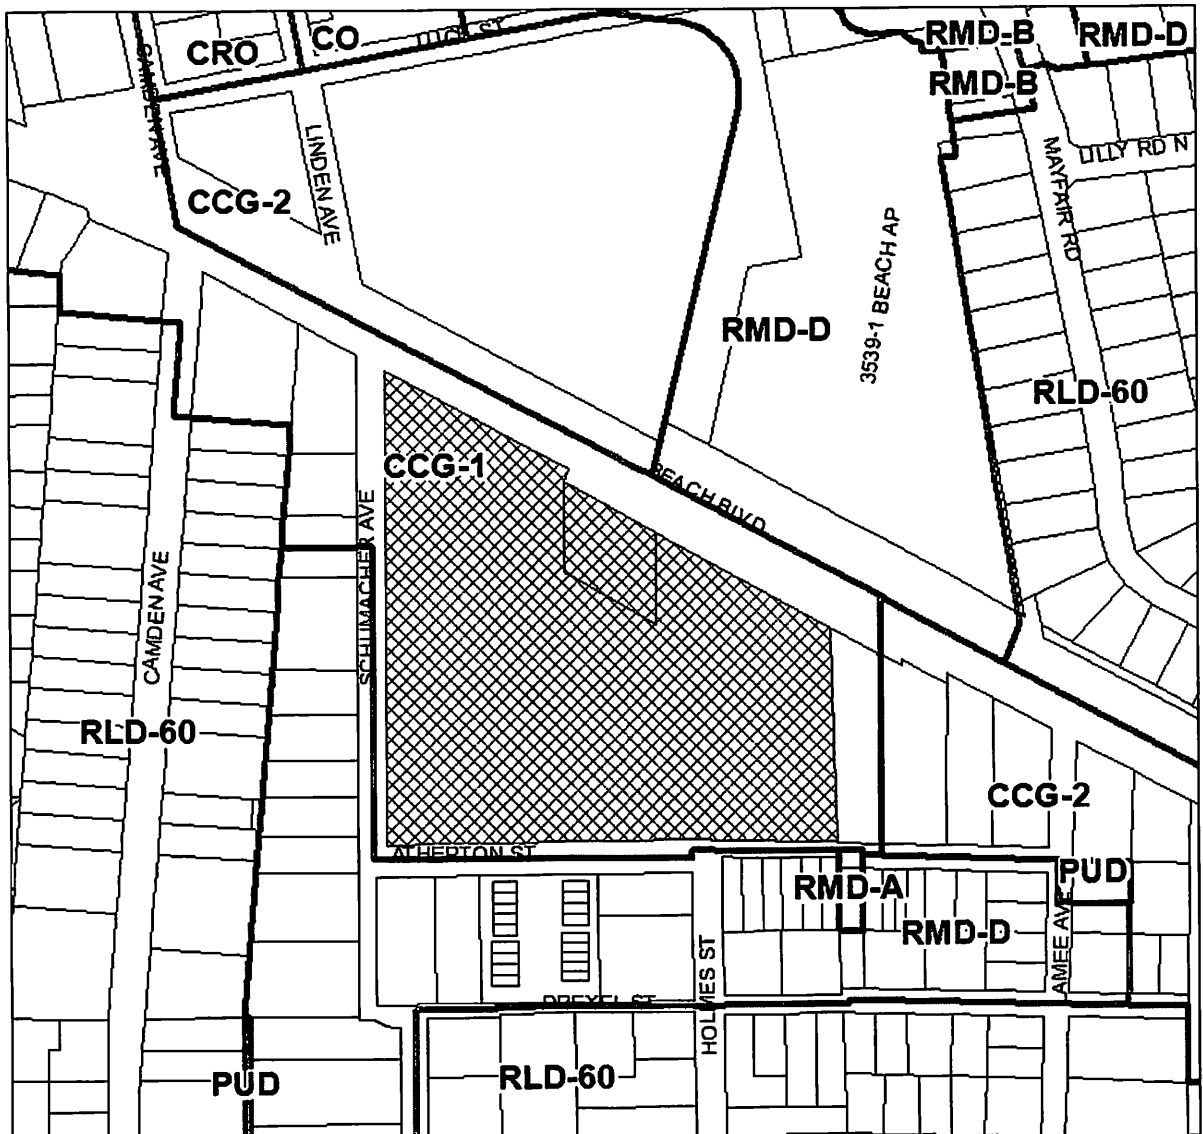 CRO
CO
RMD-B
RMD-D
RMD-B
CAMDEN AVE
LINDEN AVE
LILLY RD N
MAYFAIR RD
CCG-2
3539-1 BEACH AP
RMD-D
RLD-60
CCG-1
BEACH BLVD
SCHUMACHER AVE
CAMDEN AVE
RLD-60
CCG-2
ATHERTON ST
PUD
RMD-A
RMD-D
AMEE AVE
HOLMES ST
DREXEL ST
RLD-60
PUD